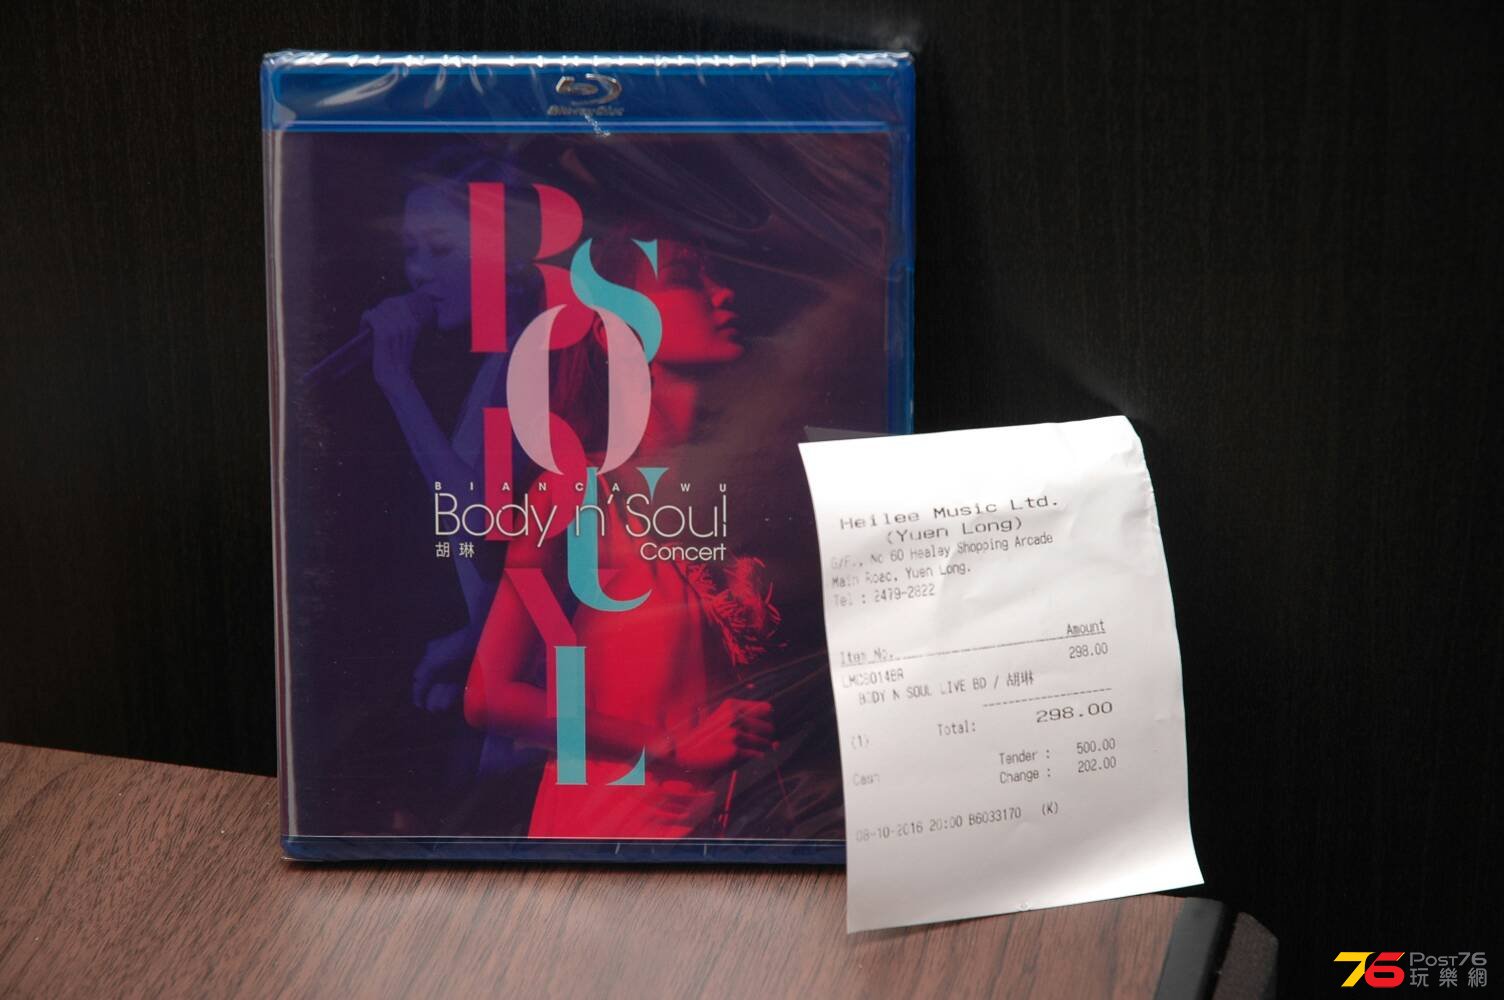 Blu-ray Disc
BODY
SOUL
BIANCA WU
Body n' Soul
胡琳 Concert
Heilee Music Ltd.
(Yuen Long)
G/F., No 60 Healey Shopping Arcade
Main Road, Yuen Long.
Tel : 2479-2822
Amount
Item No.
298.00
BODY N SOUL LIVE BD / 胡琳
(1) Total: 298.00
Cash Tender : 500.00
Change : 202.00
08-10-2016 20:00 B6033170 (K)
76 POST76
玩樂網